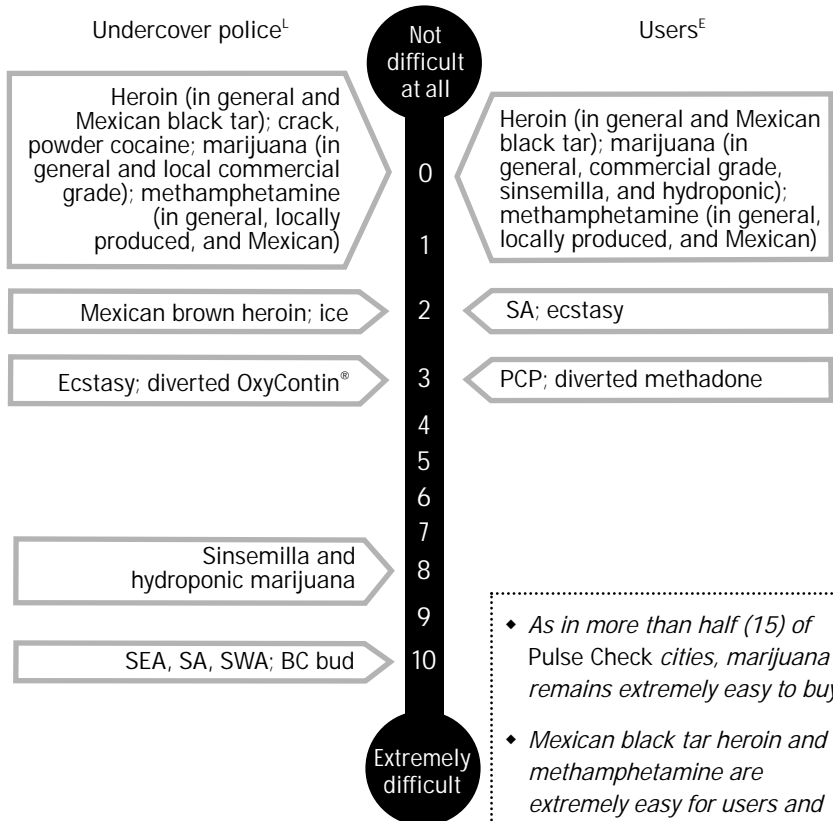 Undercover police^L
Not
difficult
at all
Users^E
Heroin (in general and
Mexican black tar); crack,
powder cocaine; marijuana (in
general and local commercial
grade); methamphetamine
(in general, locally
produced, and Mexican)
Heroin (in general and Mexican
black tar); marijuana (in
general, commercial grade,
sinsemilla, and hydroponic);
methamphetamine (in general,
locally produced, and Mexican)
0
1
Mexican brown heroin; ice
2
SA; ecstasy
Ecstasy; diverted OxyContin®
3
PCP; diverted methadone
4
5
6
7
Sinsemilla and
hydroponic marijuana
8
9
SEA, SA, SWA; BC bud
10
Extremely
difficult
◆ As in more than half (15) of
Pulse Check cities, marijuana
remains extremely easy to buy
◆ Mexican black tar heroin and
methamphetamine are
extremely easy for users and